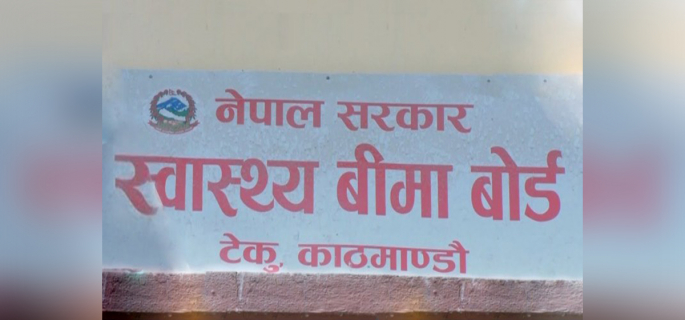 नेपाल सरकार
स्वास्थ्य बीमा बोर्ड
टेकु, काठमाण्डौ